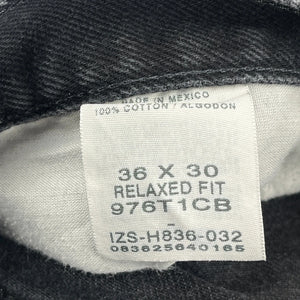 MADE IN MEXICO
100% COTTON / ALGODON
36 X 30
RELAXED FIT
976T1CB
-
IZS-H836-032
083625640165